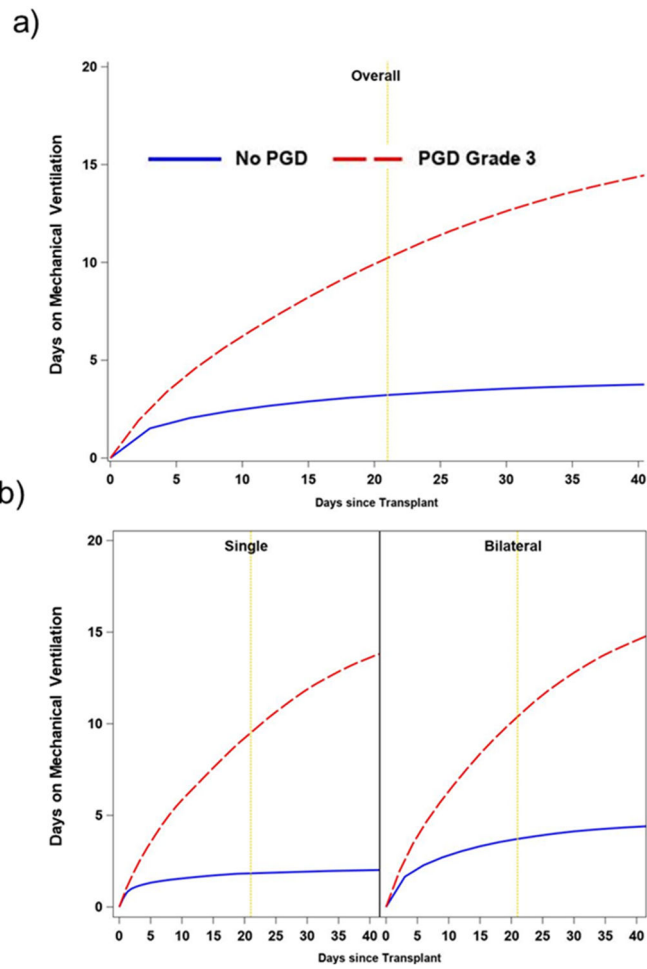 a)
Overall
No PGD PGD Grade 3
Days on Mechanical Ventilation
20
15
10
5
0
0 5 10 15 20 25 30 35 40
Days since Transplant
b)
Single Bilateral
Days on Mechanical Ventilation
20
15
10
5
0
0 5 10 15 20 25 30 35 40 0 5 10 15 20 25 30 35 40
Days since Transplant